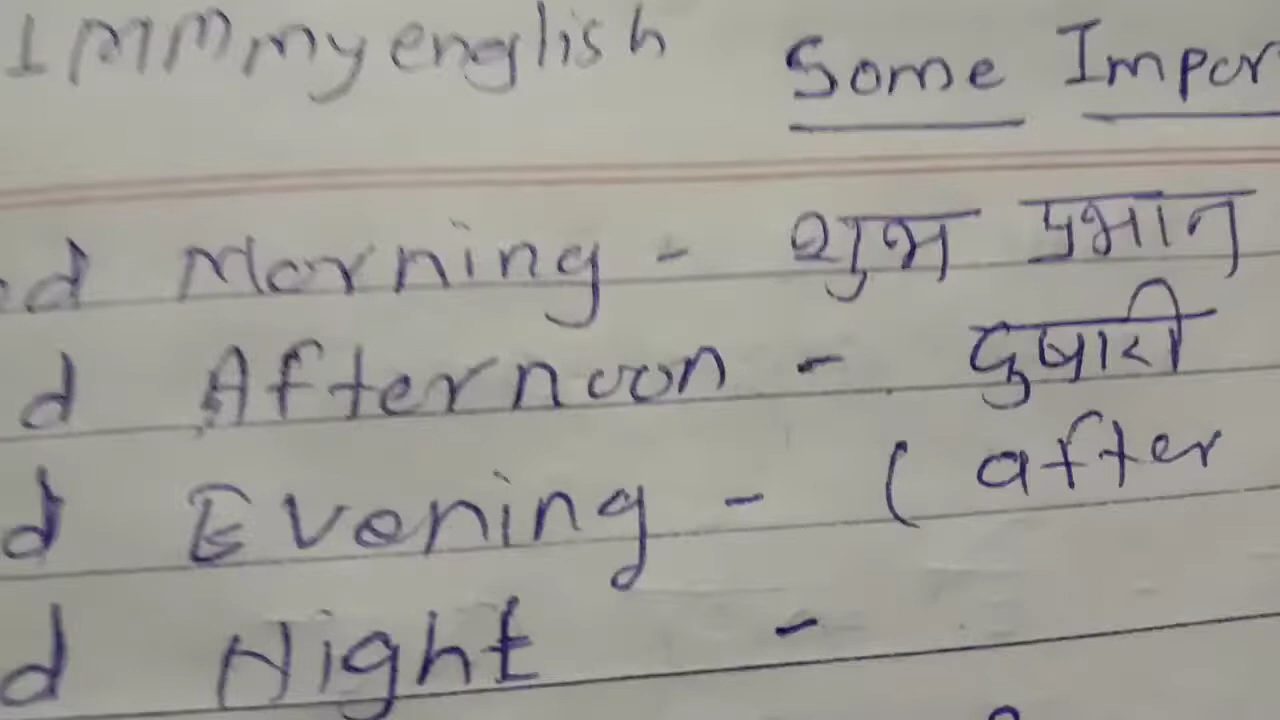 Immmyenglish Some Impor
d Morning - शुभ प्रभात
d Afternoon -
d Evening - ( after
d Night -